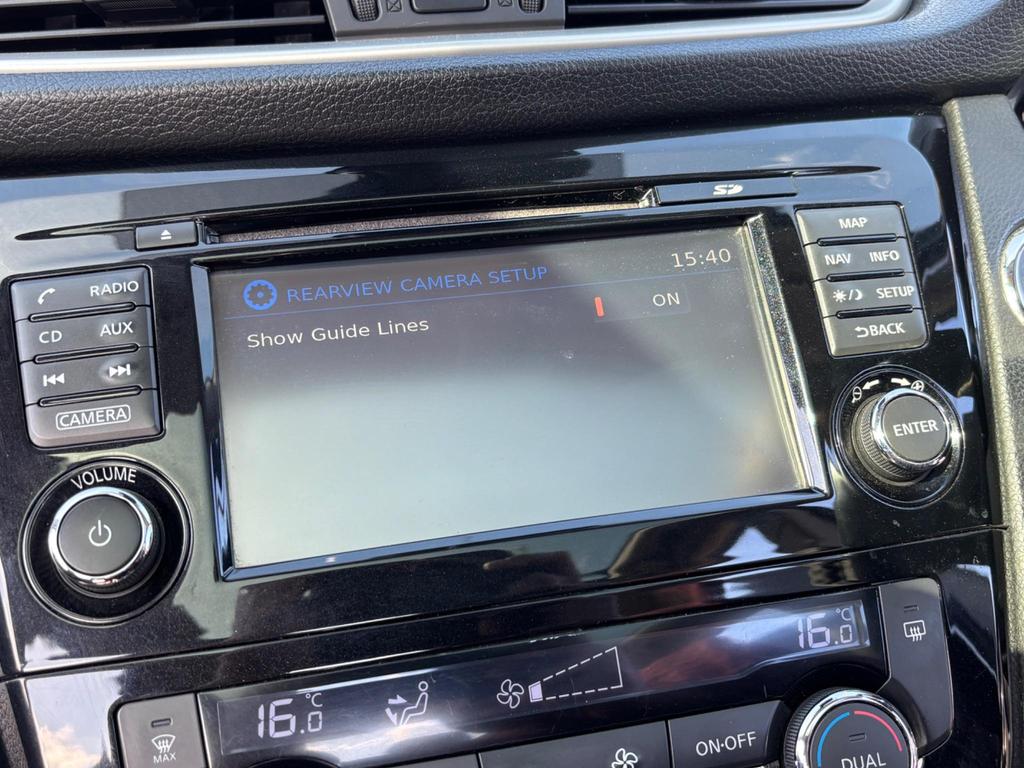 SD
MAP
NAV INFO
SETUP
BACK
ENTER
RADIO
CD AUX
CAMERA
VOLUME
REARVIEW CAMERA SETUP
15:40
Show Guide Lines
ON
16.0 °C
16.0 °C
MAX
ON·OFF
DUAL